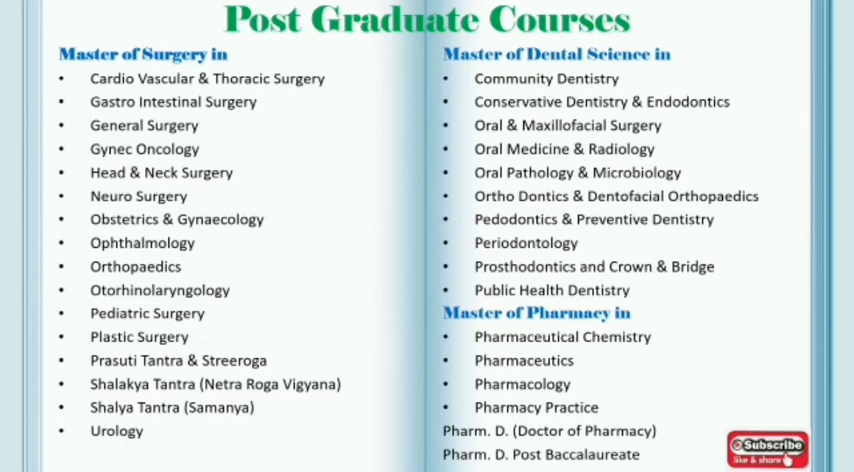 Post Graduate Courses
Master of Surgery in
• Cardio Vascular & Thoracic Surgery
• Gastro Intestinal Surgery
• General Surgery
• Gynec Oncology
• Head & Neck Surgery
• Neuro Surgery
• Obstetrics & Gynaecology
• Ophthalmology
• Orthopaedics
• Otorhinolaryngology
• Pediatric Surgery
• Plastic Surgery
• Prasuti Tantra & Streeroga
• Shalakya Tantra (Netra Roga Vigyana)
• Shalya Tantra (Samanya)
• Urology
Master of Dental Science in
• Community Dentistry
• Conservative Dentistry & Endodontics
• Oral & Maxillofacial Surgery
• Oral Medicine & Radiology
• Oral Pathology & Microbiology
• Ortho Dontics & Dentofacial Orthopaedics
• Pedodontics & Preventive Dentistry
• Periodontology
• Prosthodontics and Crown & Bridge
• Public Health Dentistry
Master of Pharmacy in
• Pharmaceutical Chemistry
• Pharmaceutics
• Pharmacology
• Pharmacy Practice
Pharm. D. (Doctor of Pharmacy)
Pharm. D. Post Baccalaureate
Subscribe
like & share